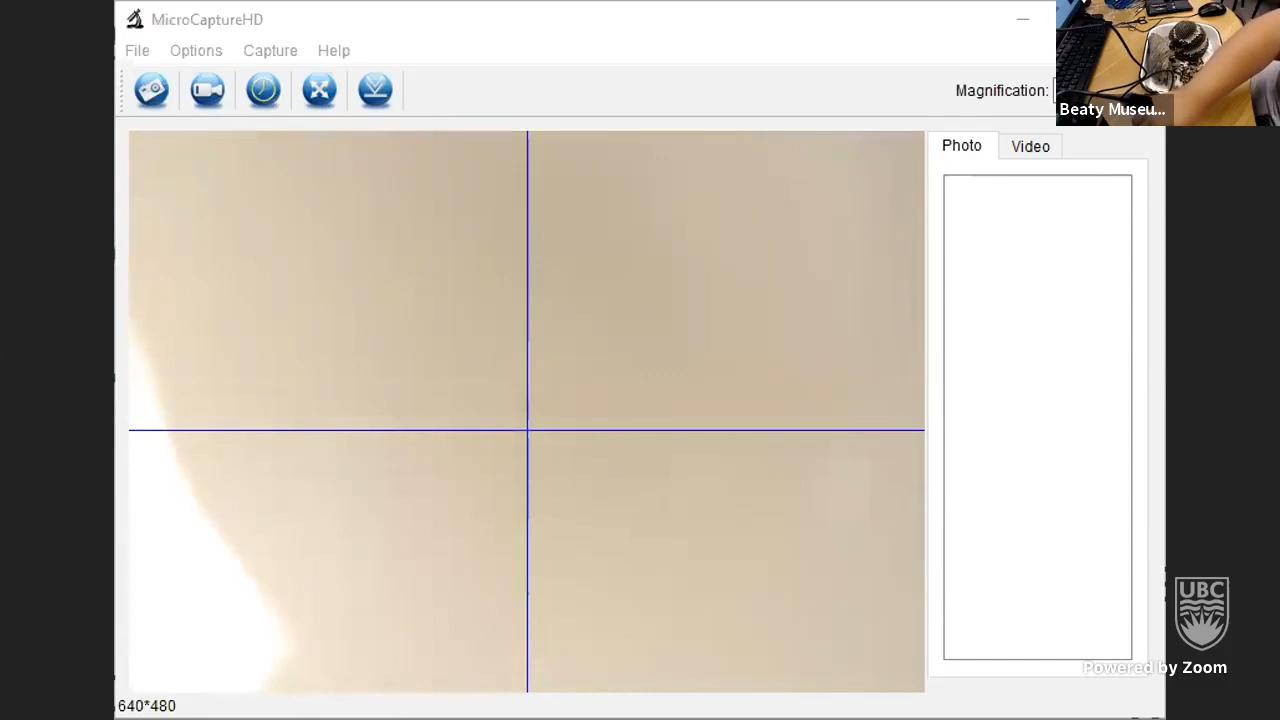 MicroCaptureHD
File Options Capture Help
Magnification:
Beaty Museu...
Photo Video
640*480
UBC
Powered by Zoom